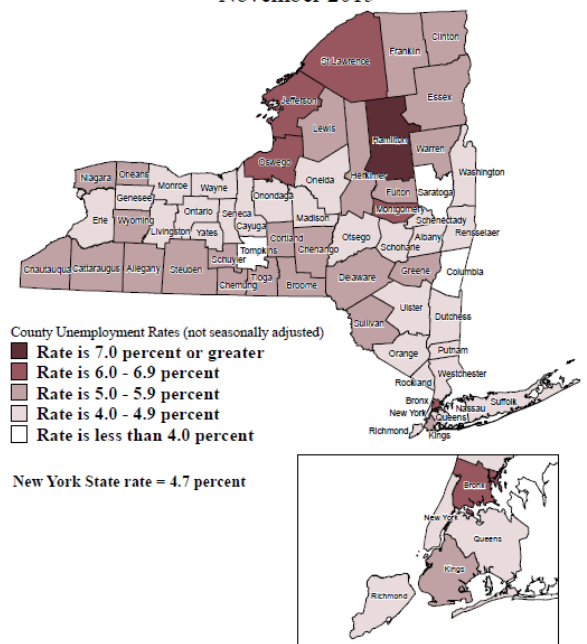 November 2015
Clinton
Franklin
St Lawrence
Essex
Jefferson
Lewis
Hamilton
Warren
Washington
Oswego
Oneida
Herkimer
Niagara
Orleans
Monroe
Wayne
Fulton
Saratoga
Genesee
Onondaga
Montgomery
Erie
Wyoming
Ontario
Seneca
Cayuga
Madison
Schenectady
Livingston
Yates
Otsego
Schoharie
Albany
Rensselaer
Cortland
Tompkins
Chenango
Chautauqua
Cattaraugus
Allegany
Steuben
Schuyler
Chemung
Tioga
Broome
Delaware
Greene
Columbia
Ulster
Sullivan
Dutchess
Orange
Putnam
Westchester
Rockland
Bronx
New York
Nassau
Suffolk
Queens
Richmond
Kings
County Unemployment Rates (not seasonally adjusted)
Rate is 7.0 percent or greater
Rate is 6.0 - 6.9 percent
Rate is 5.0 - 5.9 percent
Rate is 4.0 - 4.9 percent
Rate is less than 4.0 percent
New York State rate = 4.7 percent
Bronx
New York
Queens
Kings
Richmond